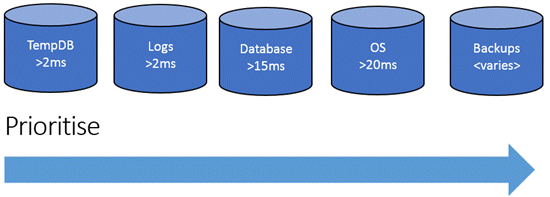 TempDB
>2ms
Logs
>2ms
Database
>15ms
OS
>20ms
Backups
<varies>
Prioritise